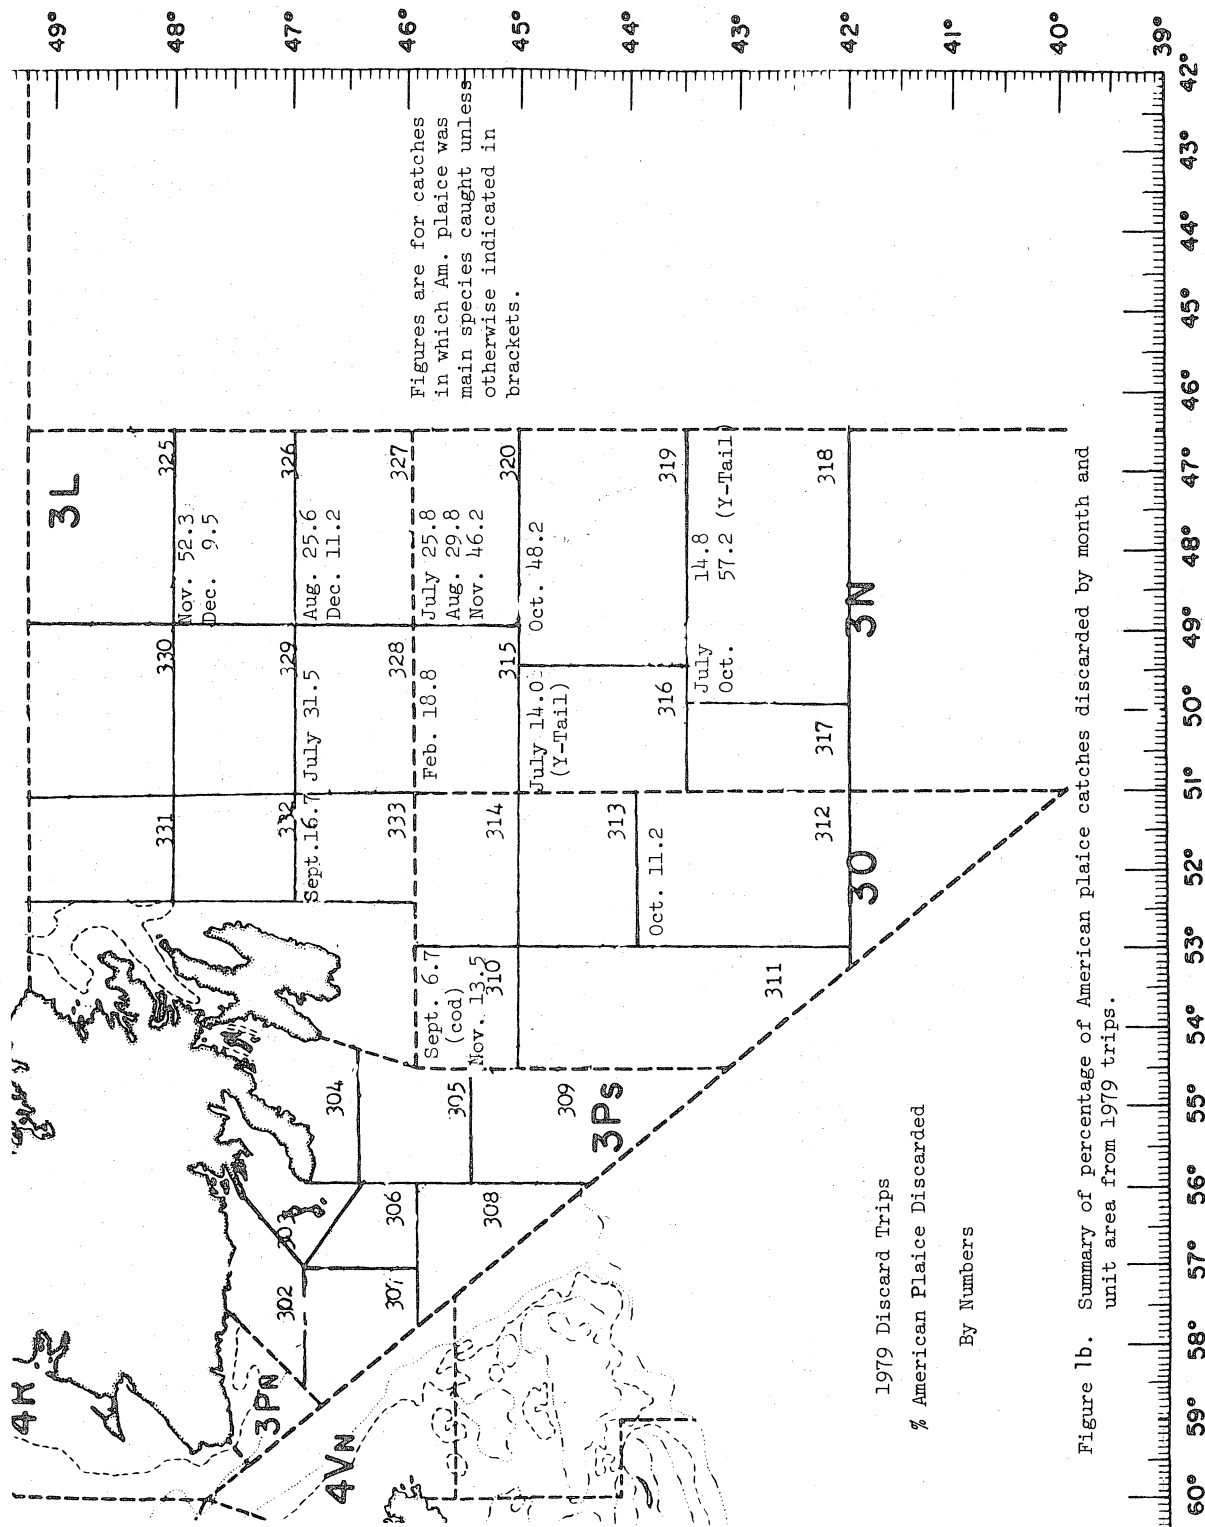 49°
48°
47°
46°
45°
44°
43°
42°
41°
40°
39°
42°
43°
44°
45°
46°
47°
48°
49°
50°
51°
52°
53°
54°
55°
56°
57°
58°
59°
60°
Figures are for catches
in which Am. plaice was
main species caught unless
otherwise indicated in
brackets.
3L
325
Nov. 52.3
Dec. 9.5
326
Aug. 25.6
Dec. 11.2
327
July 25.8
Aug. 29.8
Nov. 46.2
320
Oct. 48.2
319
July 14.8
Oct. 57.2 (Y-Tail)
318
3N
330
329
July 31.5
328
Feb. 18.8
315
July 14.0
(Y-Tail)
316
317
331
332
Sept. 16.7
333
314
313
Oct. 11.2
312
3O
Sept. 6.7
(cod)
Nov. 13.5
310
311
304
305
309
3Ps
303
306
308
302
307
4R
3PN
4VN
1979 Discard Trips
% American Plaice Discarded
By Numbers
Figure 1b. Summary of percentage of American plaice catches discarded by month and
unit area from 1979 trips.